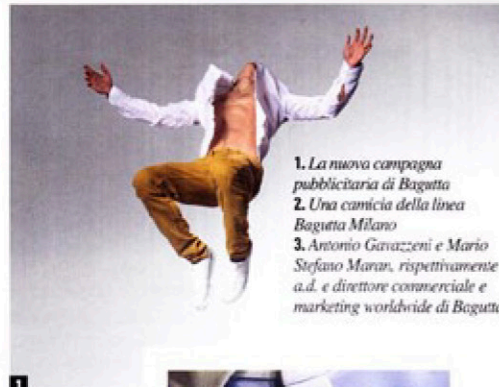 1. La nuova campagna
pubblicitaria di Bagutta
2. Una camicia della linea
Bagutta Milano
3. Antonio Gavazzeni e Mario
Stefano Maran, rispettivamente
a.d. e direttore commerciale e
marketing worldwide di Bagutta
1